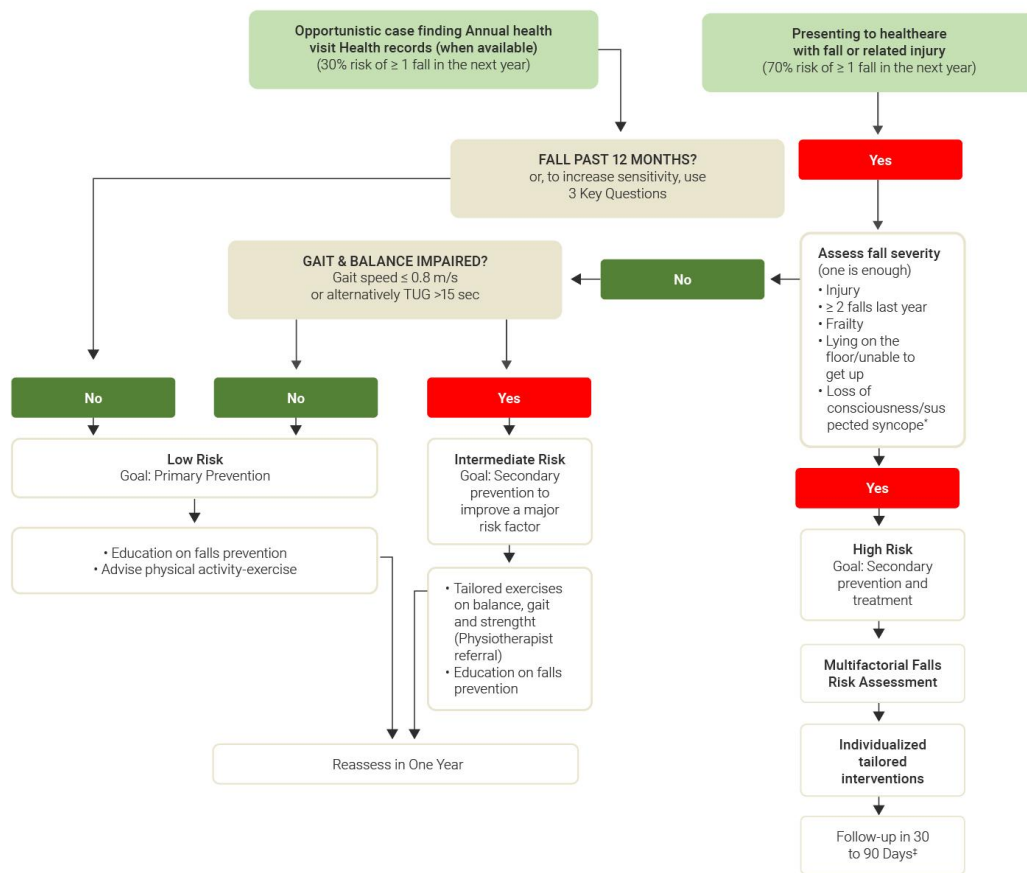 Opportunistic case finding Annual health
visit Health records (when available)
(30% risk of ≥ 1 fall in the next year)
Presenting to healthcare
with fall or related injury
(70% risk of ≥ 1 fall in the next year)
FALL PAST 12 MONTHS?
or, to increase sensitivity, use
3 Key Questions
Yes
GAIT & BALANCE IMPAIRED?
Gait speed ≤ 0.8 m/s
or alternatively TUG >15 sec
No
Assess fall severity
(one is enough)
• Injury
• ≥ 2 falls last year
• Frailty
• Lying on the
floor/unable to
get up
• Loss of
consciousness/sus
pected syncope*
No
No
Yes
Low Risk
Goal: Primary Prevention
Intermediate Risk
Goal: Secondary
prevention to
improve a major
risk factor
Yes
• Education on falls prevention
• Advise physical activity-exercise
High Risk
Goal: Secondary
prevention and
treatment
• Tailored exercises
on balance, gait
and strengtht
(Physiotherapist
referral)
• Education on falls
prevention
Multifactorial Falls
Risk Assessment
Reassess in One Year
Individualized
tailored
interventions
Follow-up in 30
to 90 Days‡